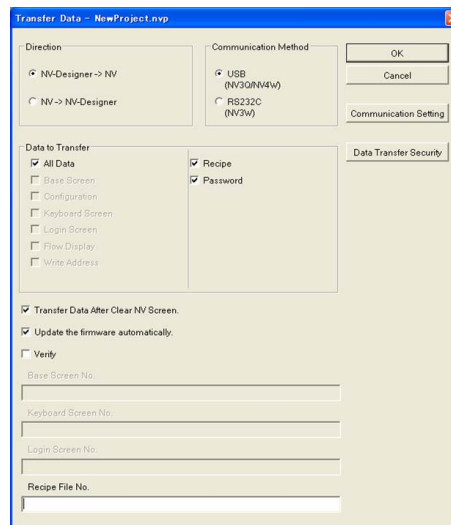 Transfer Data - NewProject.nvp
Direction
NV-Designer -> NV
NV -> NV-Designer
Communication Method
USB
(NV3Q/NV4W)
RS232C
(NV3W)
OK
Cancel
Communication Setting
Data Transfer Security
Data to Transfer
All Data
Base Screen
Configuration
Keyboard Screen
Login Screen
Flow Display
Write Address
Recipe
Password
Transfer Data After Clear NV Screen.
Update the firmware automatically.
Verify
Base Screen No.
Keyboard Screen No.
Login Screen No.
Recipe File No.